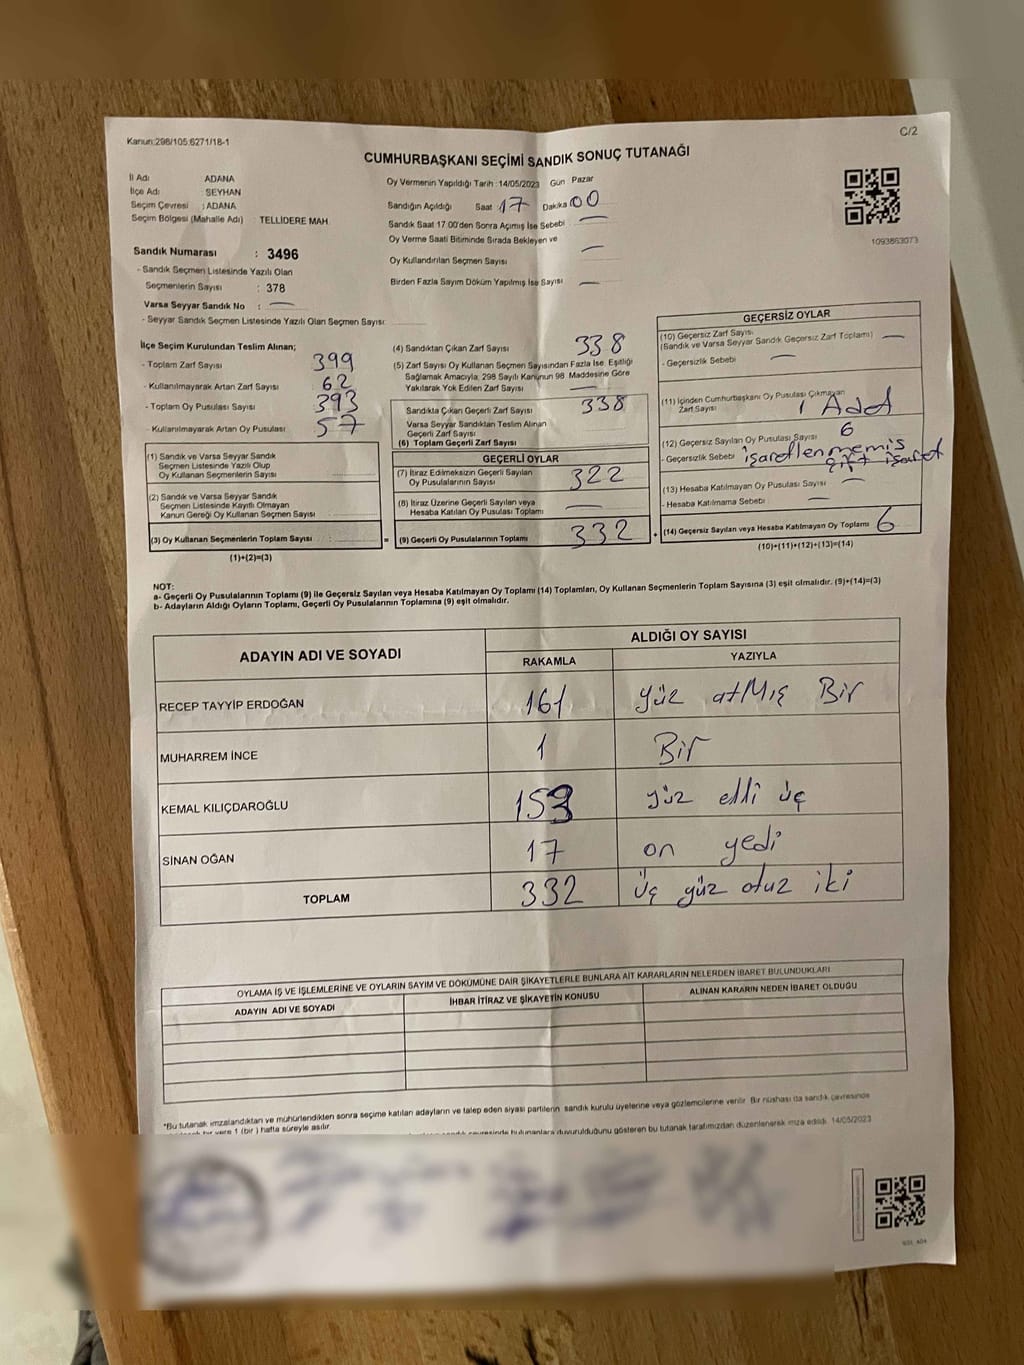 Kanun:298/105:6271/18-1
C/2
CUMHURBAŞKANI SEÇİMİ SANDIK SONUÇ TUTANAĞI
İl Adı ADANA
İlçe Adı SEYHAN
Seçim Çevresi : ADANA
Seçim Bölgesi (Mahalle Adı) : TELLİDERE MAH.
Sandık Numarası : 3496
- Sandık Seçmen Listesinde Yazılı Olan
Seçmenlerin Sayısı : 378
Varsa Seyyar Sandık No : —
- Seyyar Sandık Seçmen Listesinde Yazılı Olan Seçmen Sayısı:
Oy Vermenin Yapıldığı Tarih : 14/05/2023 Gün : Pazar
Sandığın Açıldığı Saat 17 Dakika 00
Sandık Saat 17.00'den Sonra Açımış İse Sebebi —
Oy Verme Saati Bitiminde Sırada Bekleyen ve
Oy Kullandırılan Seçmen Sayısı —
Birden Fazla Sayım Döküm Yapılmış İse Sayısı —
1093863073
İlçe Seçim Kurulundan Teslim Alınan;
- Toplam Zarf Sayısı 399
- Kullanılmayarak Artan Zarf Sayısı : 62
- Toplam Oy Pusulası Sayısı : 393
- Kullanılmayarak Artan Oy Pusulası : 57
(1) Sandık ve Varsa Seyyar Sandık
Seçmen Listesinde Yazılı Olup
Oy Kullanan Seçmenlerin Sayısı
(2) Sandık ve Varsa Seyyar Sandık
Seçmen Listesinde Kayıtlı Olmayan
Kanun Gereği Oy Kullanan Seçmen Sayısı
(3) Oy Kullanan Seçmenlerin Toplam Sayısı :
(1)+(2)=(3)
(4) Sandıktan Çıkan Zarf Sayısı 338
(5) Zarf Sayısı Oy Kullanan Seçmen Sayısından Fazla İse, Eşitliği
Sağlamak Amacıyla, 298 Sayılı Kanunun 98. Maddesine Göre
Yakılarak Yok Edilen Zarf Sayısı —
Sandıkta Çıkan Geçerli Zarf Sayısı 338
Varsa Seyyar Sandıktan Teslim Alınan
Geçerli Zarf Sayısı
(6) Toplam Geçerli Zarf Sayısı
GEÇERLİ OYLAR
(7) İtiraz Edilmeksizin Geçerli Sayılan
Oy Pusulalarının Sayısı 322
(8) İtiraz Üzerine Geçerli Sayılan veya
Hesaba Katılan Oy Pusulası Toplamı —
= (9) Geçerli Oy Pusulalarının Toplamı 332
GEÇERSİZ OYLAR
(10) Geçersiz Zarf Sayısı
(Sandık ve Varsa Seyyar Sandık Geçersiz Zarf Toplamı) —
- Geçersizlik Sebebi —
(11) İçinden Cumhurbaşkanı Oy Pusulası Çıkmayan
Zarf Sayısı 1 Adet
(12) Geçersiz Sayılan Oy Pusulası Sayısı 6
- Geçersizlik Sebebi işaretlenmemiş
çift işaret
(13) Hesaba Katılmayan Oy Pusulası Sayısı —
- Hesaba Katılmama Sebebi —
+ (14) Geçersiz Sayılan veya Hesaba Katılmayan Oy Toplamı 6
(10)+(11)+(12)+(13)=(14)
NOT:
a- Geçerli Oy Pusulalarının Toplamı (9) ile Geçersiz Sayılan veya Hesaba Katılmayan Oy Toplamı (14) Toplamları, Oy Kullanan Seçmenlerin Toplam Sayısına (3) eşit olmalıdır. (9)+(14)=(3)
b- Adayların Aldığı Oyların Toplamı, Geçerli Oy Pusulalarının Toplamına (9) eşit olmalıdır.
ADAYIN ADI VE SOYADI ALDIĞI OY SAYISI
RAKAMLA YAZIYLA
RECEP TAYYİP ERDOĞAN 161 yüz atmış Bir
MUHARREM İNCE 1 Bir
KEMAL KILIÇDAROĞLU 153 yüz elli üç
SİNAN OĞAN 17 on yedi
TOPLAM 332 üç yüz otuz iki
OYLAMA İŞ VE İŞLEMLERİNE VE OYLARIN SAYIM VE DÖKÜMÜNE DAİR ŞİKAYETLERLE BUNLARA AİT KARARLARIN NELERDEN İBARET BULUNDUKLARI
ADAYIN ADI VE SOYADI İHBAR İTİRAZ VE ŞİKAYETİN KONUSU ALINAN KARARIN NEDEN İBARET OLDUĞU
*Bu tutanak imzalandıktan ve mühürlendikten sonra seçime katılan adayların ve talep eden siyasi partilerin sandık kurulu üyelerine veya gözlemcilerine verilir. Bir nüshası da sandık çevresinde
bir yere 1 (bir) hafta süreyle asılır.
bulunanlara duyurulduğunu gösteren bu tutanak tarafımızdan düzenlenerek imza edildi. 14/05/2023